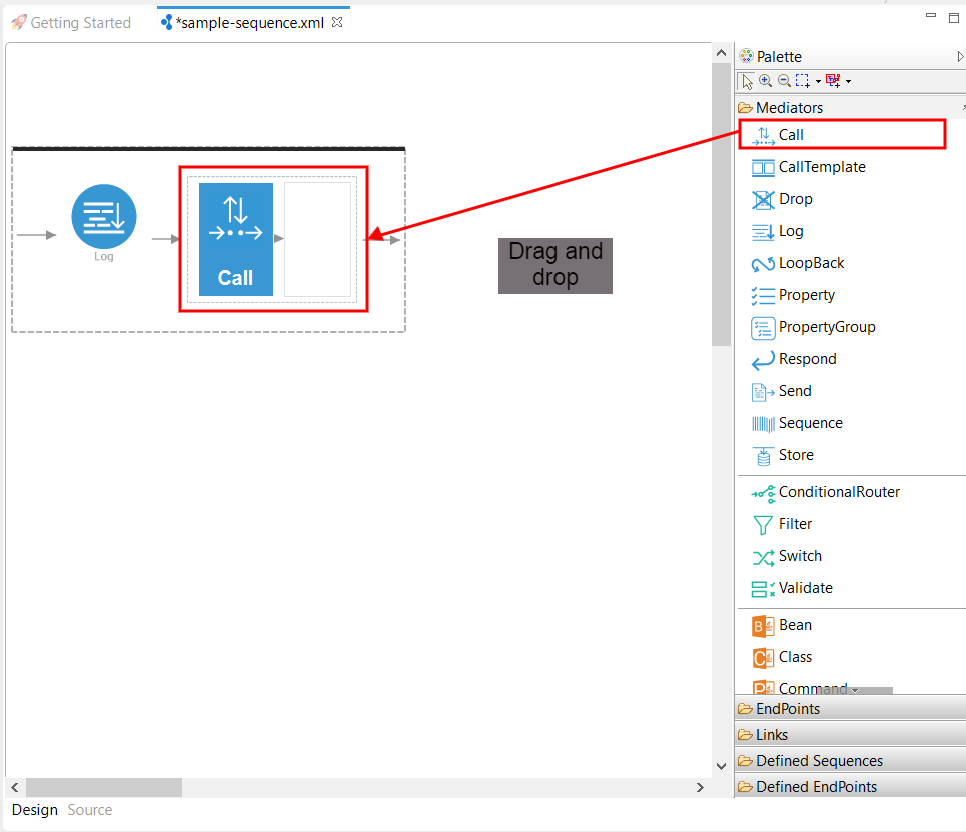 Getting Started
*sample-sequence.xml
Palette
Mediators
Call
CallTemplate
Drop
Log
LoopBack
Property
PropertyGroup
Respond
Send
Sequence
Store
ConditionalRouter
Filter
Switch
Validate
Bean
Class
Command
EndPoints
Links
Defined Sequences
Defined EndPoints
Log
Call
Drag and
drop
Design
Source